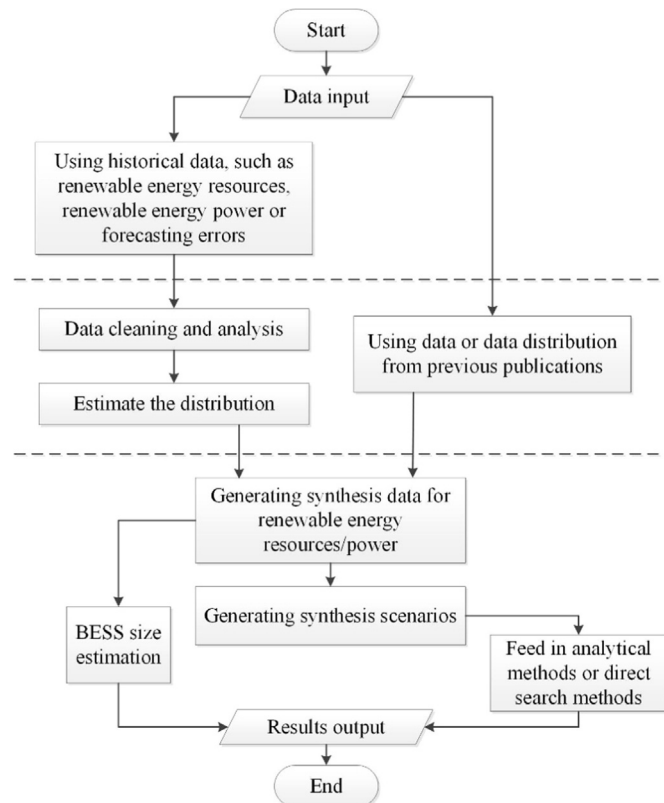 Start
Data input
Using historical data, such as
renewable energy resources,
renewable energy power or
forecasting errors
Data cleaning and analysis
Using data or data distribution
from previous publications
Estimate the distribution
Generating synthesis data for
renewable energy
resources/power
Generating synthesis scenarios
BESS size
estimation
Feed in analytical
methods or direct
search methods
Results output
End